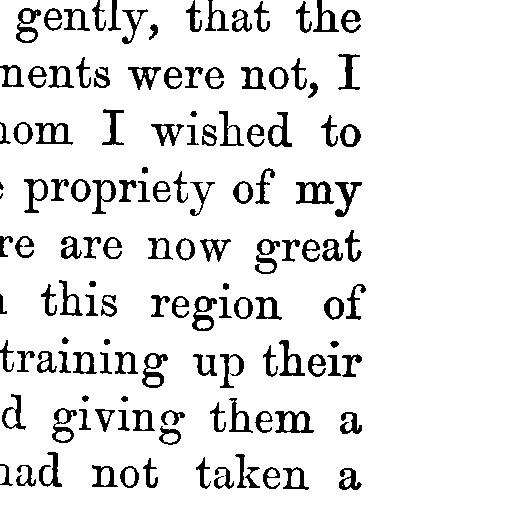 gently, that the
nents were not, I
nom I wished to
propriety of my
re are now great
this region of
training up their
d giving them a
had not taken a